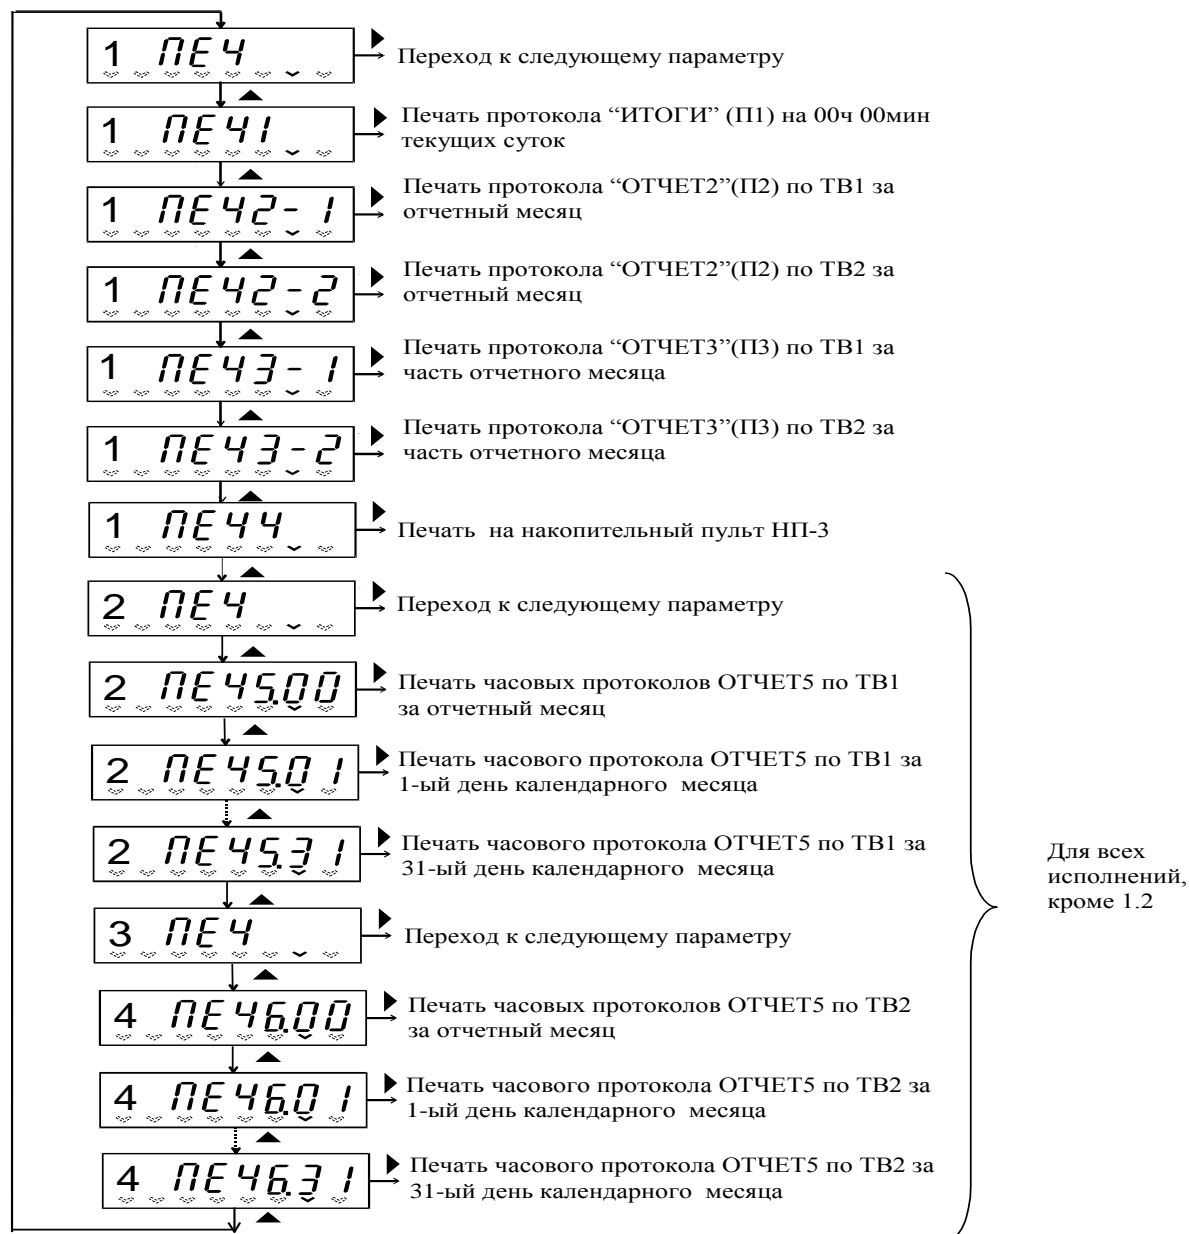 1 ПЕЧ
Переход к следующему параметру
1 ПЕЧ1
Печать протокола “ИТОГИ” (П1) на 00ч 00мин
текущих суток
1 ПЕЧ2- 1
Печать протокола “ОТЧЕТ2”(П2) по ТВ1 за
отчетный месяц
1 ПЕЧ2-2
Печать протокола “ОТЧЕТ2”(П2) по ТВ2 за
отчетный месяц
1 ПЕЧ3- 1
Печать протокола “ОТЧЕТ3”(П3) по ТВ1 за
часть отчетного месяца
1 ПЕЧ3-2
Печать протокола “ОТЧЕТ3”(П3) по ТВ2 за
часть отчетного месяца
1 ПЕЧ4
Печать на накопительный пульт НП-3
2 ПЕЧ
Переход к следующему параметру
2 ПЕЧ5.00
Печать часовых протоколов ОТЧЕТ5 по ТВ1
за отчетный месяц
2 ПЕЧ5.01
Печать часового протокола ОТЧЕТ5 по ТВ1 за
1-ый день календарного месяца
2 ПЕЧ5.31
Печать часового протокола ОТЧЕТ5 по ТВ1 за
31-ый день календарного месяца
Для всех
исполнений,
кроме 1.2
3 ПЕЧ
Переход к следующему параметру
4 ПЕЧ6.00
Печать часовых протоколов ОТЧЕТ5 по ТВ2
за отчетный месяц
4 ПЕЧ6.01
Печать часового протокола ОТЧЕТ5 по ТВ2 за
1-ый день календарного месяца
4 ПЕЧ6.31
Печать часового протокола ОТЧЕТ5 по ТВ2 за
31-ый день календарного месяца